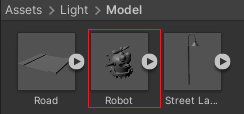 Assets > Light > Model
Road
Robot
Street La...